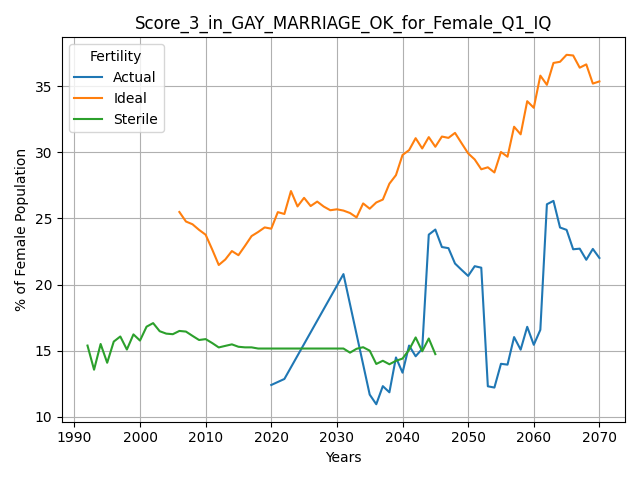 Score_3_in_GAY_MARRIAGE_OK_for_Female_Q1_IQ
Fertility
Actual
Ideal
Sterile
% of Female Population
35
30
25
20
15
10
1990 2000 2010 2020 2030 2040 2050 2060 2070
Years